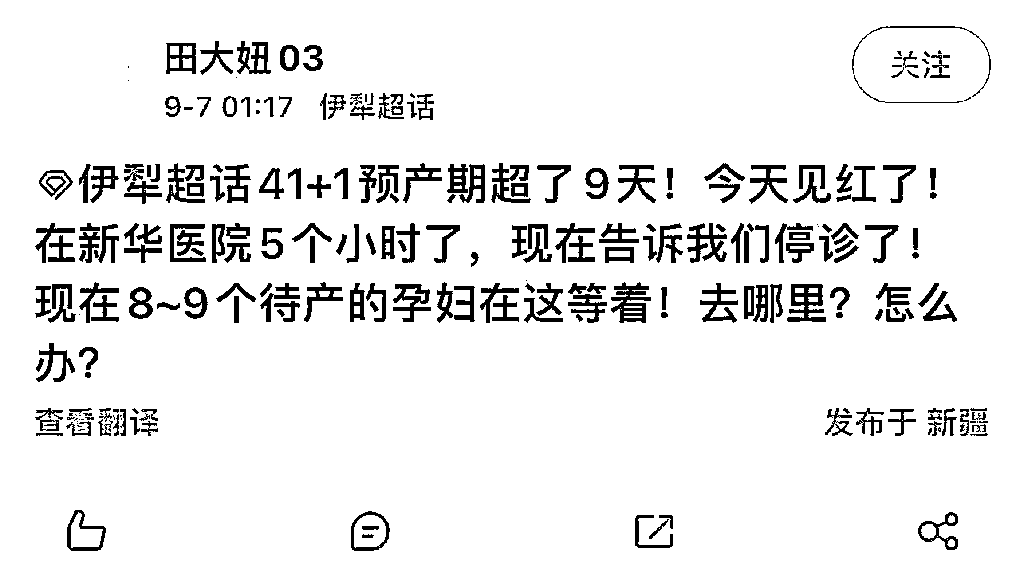 田大妞03
关注
9-7 01:17 伊犁超话
伊犁超话41+1预产期超了9天！今天见红了！
在新华医院5个小时了，现在告诉我们停诊了！
现在8~9个待产的孕妇在这等着！去哪里？怎么
办？
查看翻译
发布于 新疆